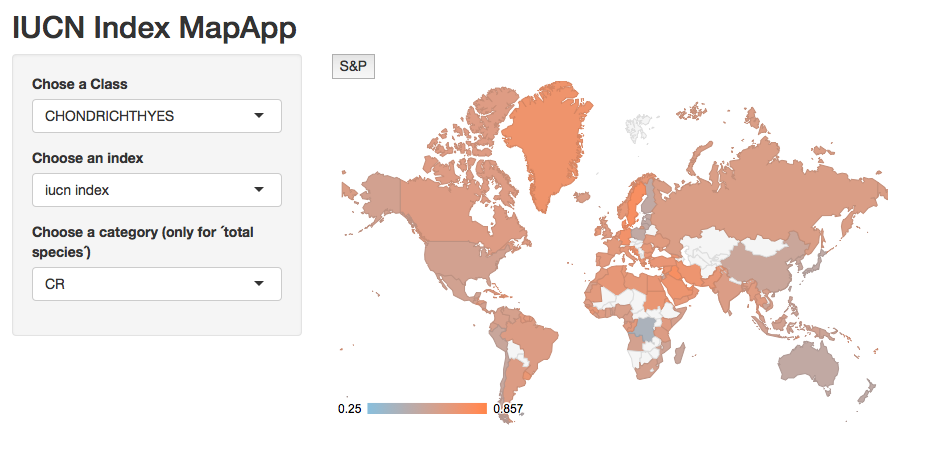 IUCN Index MapApp
Chose a Class
CHONDRICHTHYES
Choose an index
iucn index
Choose a category (only for ´total
species´)
CR
S&P
0.25
0.857